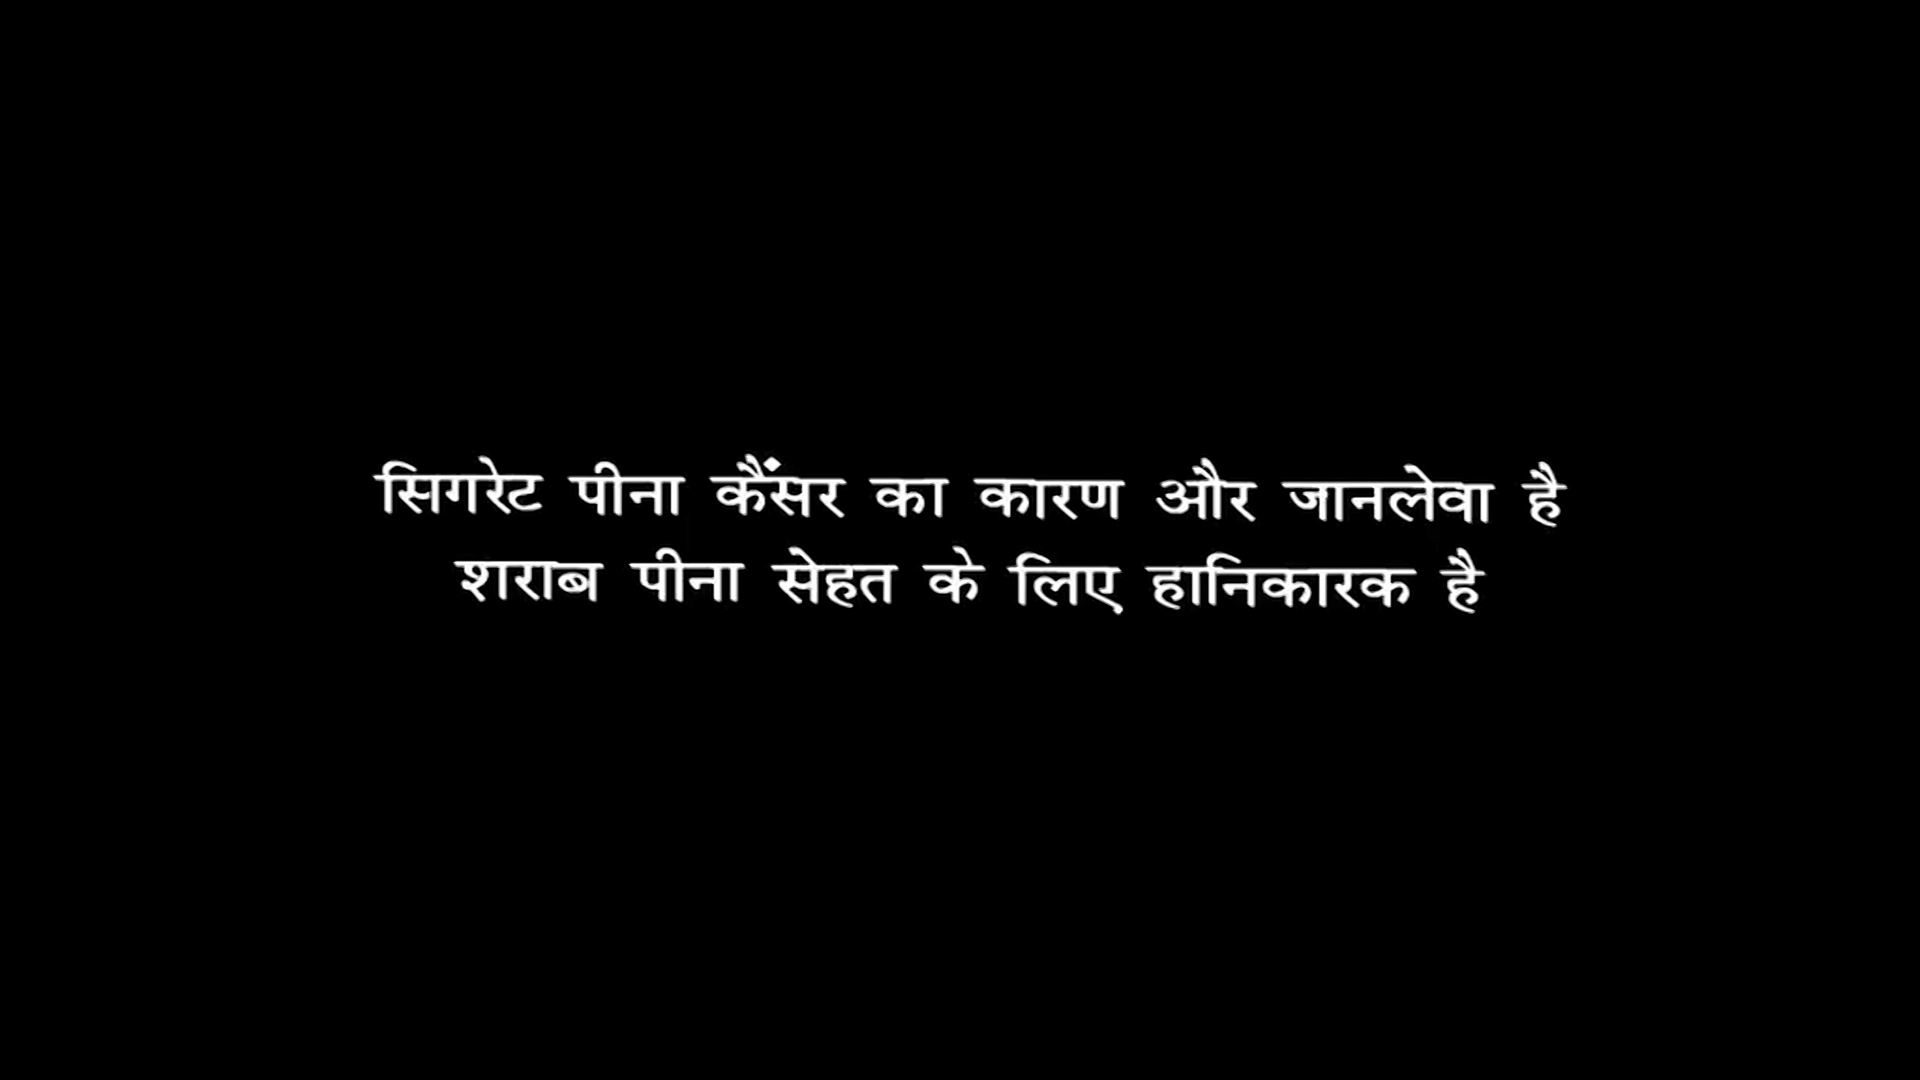 सिगरेट पीना कैंसर का कारण और जानलेवा है
शराब पीना सेहत के लिए हानिकारक है